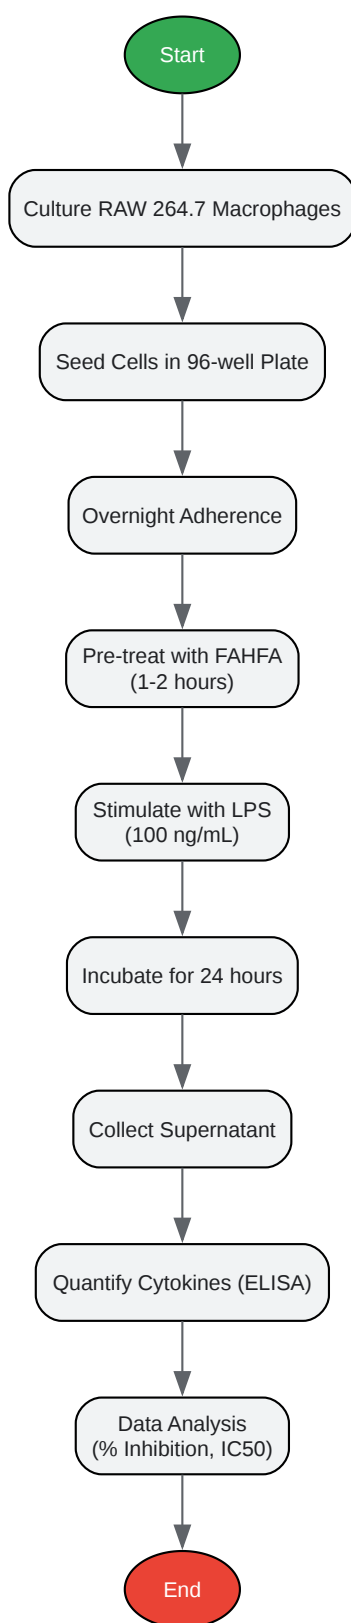 Start
Culture RAW 264.7 Macrophages
Seed Cells in 96-well Plate
Overnight Adherence
Pre-treat with FAHFA
(1-2 hours)
Stimulate with LPS
(100 ng/mL)
Incubate for 24 hours
Collect Supernatant
Quantify Cytokines (ELISA)
Data Analysis
(% Inhibition, IC50)
End